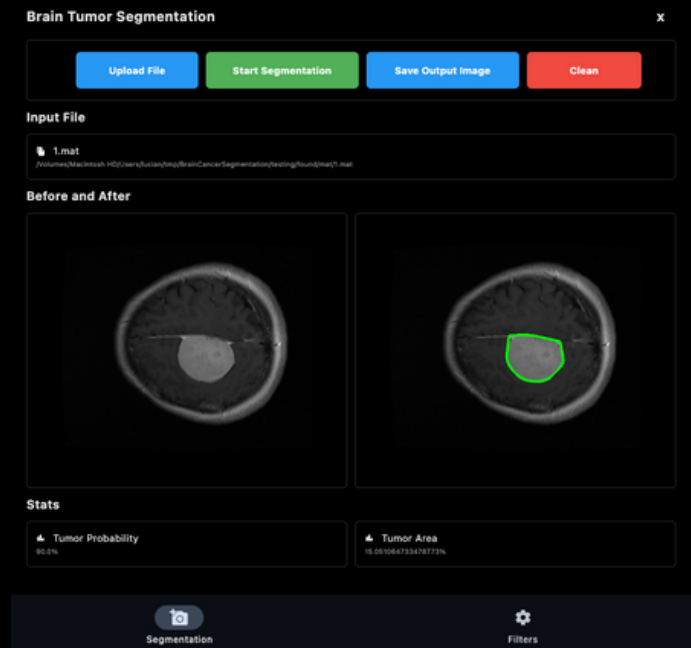 Brain Tumor Segmentation x
Upload File Start Segmentation Save Output Image Clean
Input File
1.mat
/Volumes/Macintosh HD/Users/lucian/tmp/BrainCancerSegmentation/testing/found/mat/1.mat
Before and After
Stats
Tumor Probability
90.0%
Tumor Area
15.051064733478773%
Segmentation Filters